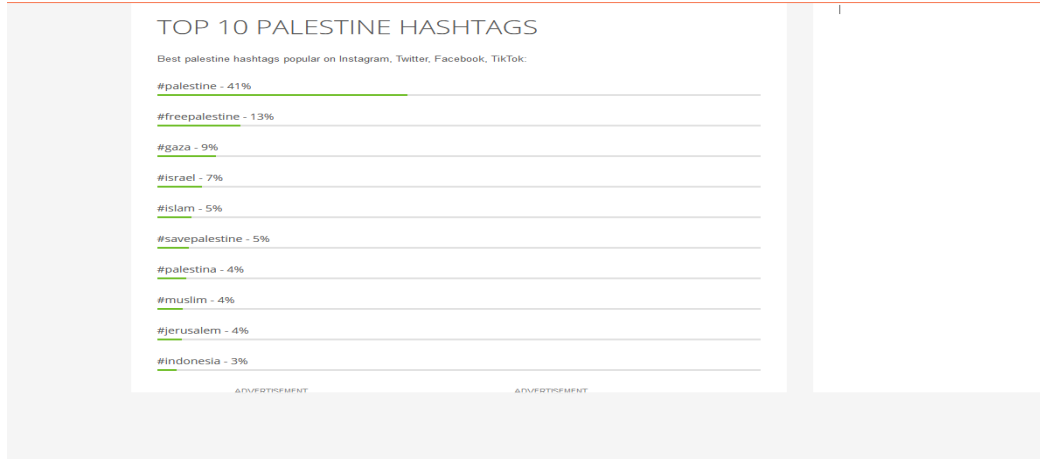 TOP 10 PALESTINE HASHTAGS
Best palestine hashtags popular on Instagram, Twitter, Facebook, TikTok:
#palestine - 41%
#freepalestine - 13%
#gaza - 9%
#israel - 7%
#islam - 5%
#savepalestine - 5%
#palestina - 4%
#muslim - 4%
#jerusalem - 4%
#indonesia - 3%
ADVERTISEMENT ADVERTISEMENT